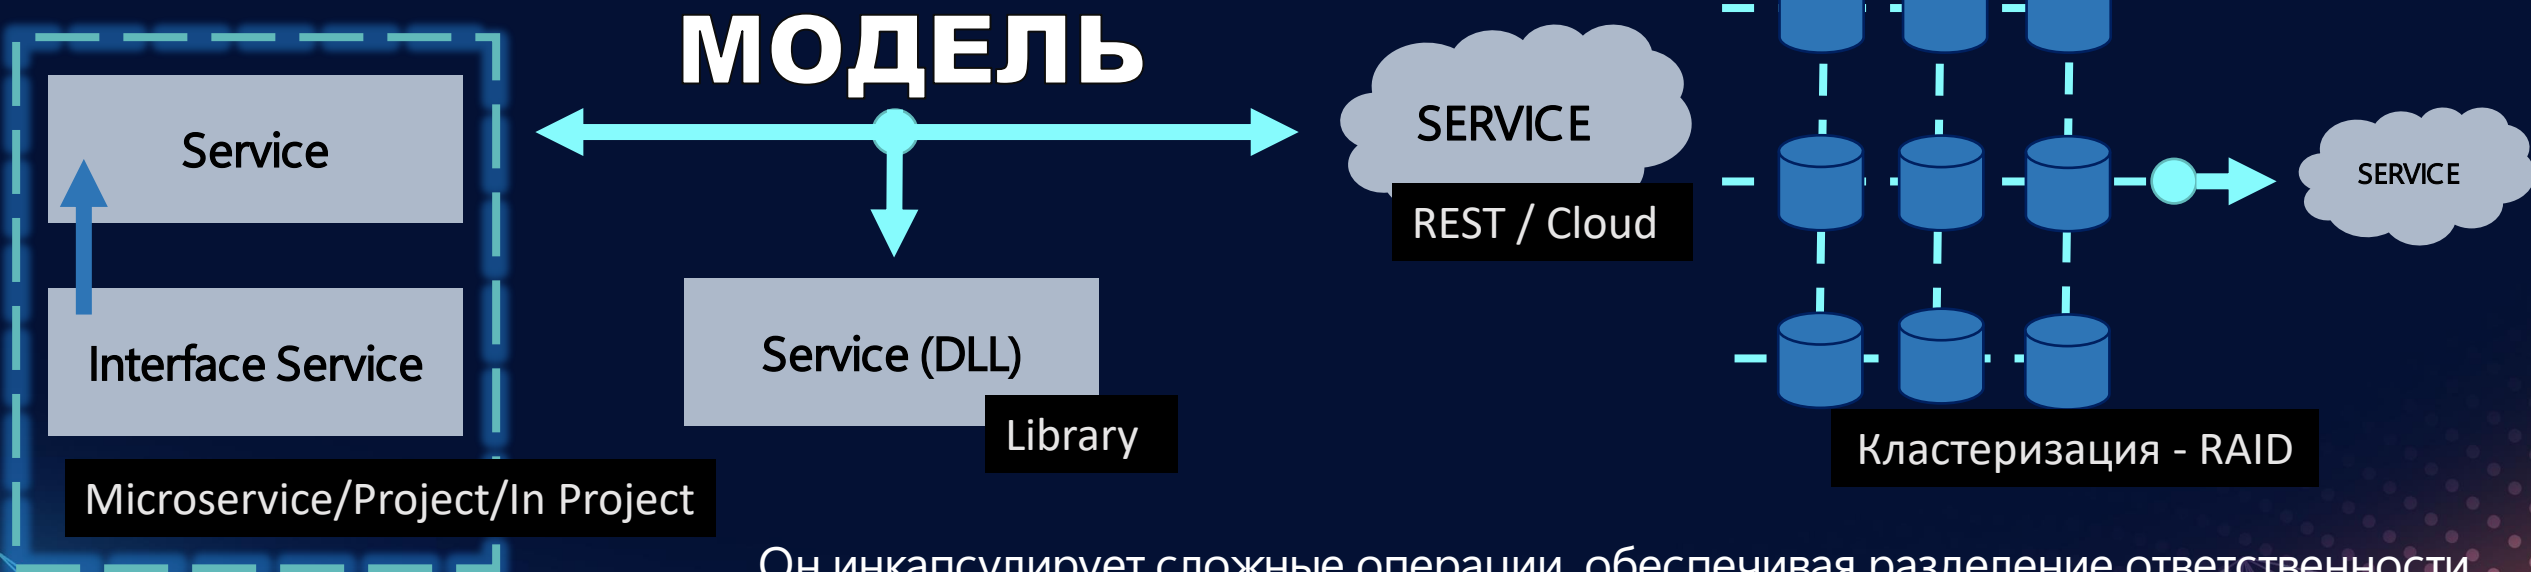 МОДЕЛЬ
Service
Interface Service
Microservice/Project/In Project
Service (DLL)
Library
SERVICE
REST / Cloud
SERVICE
Кластеризация - RAID
Он инкапсулирует сложные операции, обеспечивая разделение ответственности